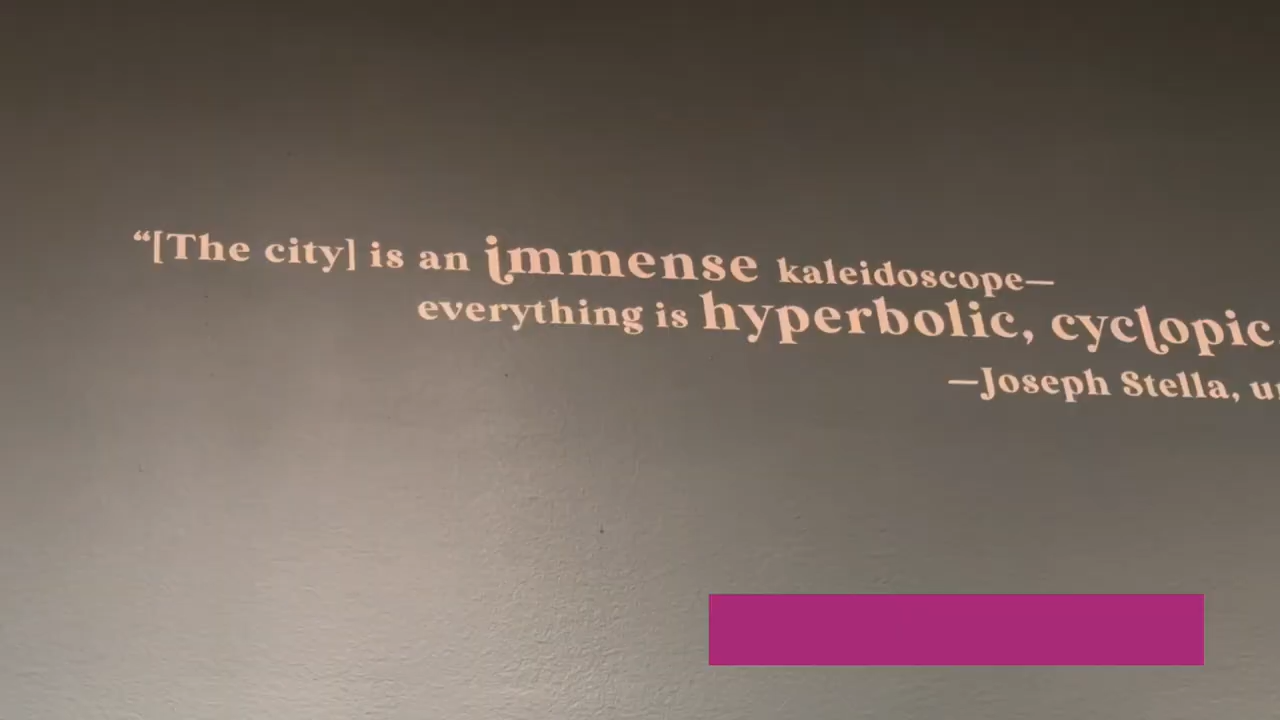 “[The city] is an immense kaleidoscope—
everything is hyperbolic, cyclopic
—Joseph Stella,